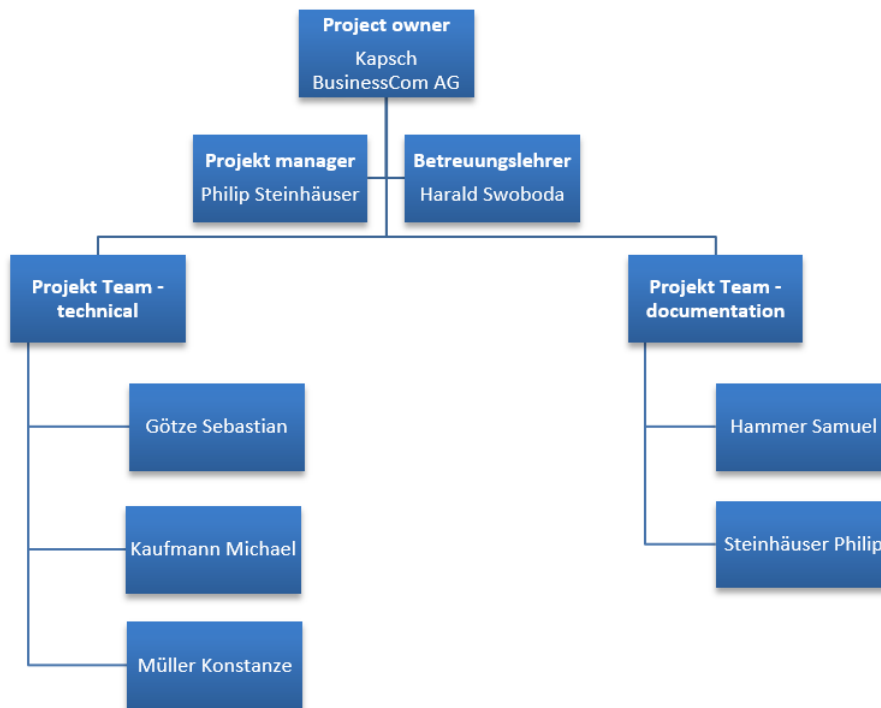 Project owner
Kapsch
BusinessCom AG
Projekt manager
Philip Steinhäuser
Betreuungslehrer
Harald Swoboda
Projekt Team -
technical
Projekt Team -
documentation
Götze Sebastian
Kaufmann Michael
Müller Konstanze
Hammer Samuel
Steinhäuser Philip